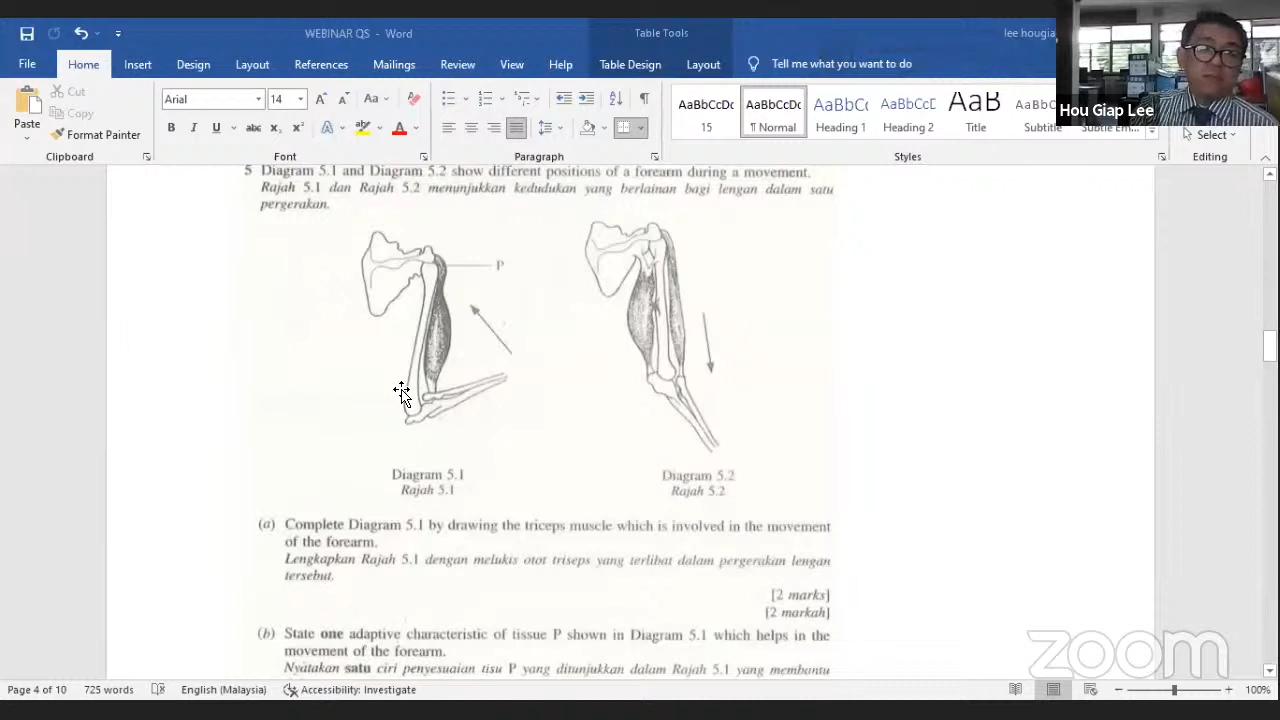 WEBINAR QS - Word
Table Tools
lee hougia
File
Home
Insert
Design
Layout
References
Mailings
Review
View
Help
Table Design
Layout
Tell me what you want to do
Hou Giap Lee
Paste
Cut
Copy
Format Painter
Clipboard
Arial
14
Font
Paragraph
AaBbCcDc
15
AaBbCcDc
¶ Normal
AaBbC
Heading 1
AaBbCcD
Heading 2
AaB
Title
AaBbCcD
Subtitle
Subtle Em...
Styles
Select
Editing
5 Diagram 5.1 and Diagram 5.2 show different positions of a forearm during a movement.
Rajah 5.1 dan Rajah 5.2 menunjukkan kedudukan yang berlainan bagi lengan dalam satu
pergerakan.
P
Diagram 5.1
Rajah 5.1
Diagram 5.2
Rajah 5.2
(a) Complete Diagram 5.1 by drawing the triceps muscle which is involved in the movement
of the forearm.
Lengkapkan Rajah 5.1 dengan melukis otot triseps yang terlibat dalam pergerakan lengan
tersebut.
[2 marks]
[2 markah]
(b) State one adaptive characteristic of tissue P shown in Diagram 5.1 which helps in the
movement of the forearm.
Nyatakan satu ciri penyesuaian tisu P yang ditunjukkan dalam Rajah 5.1 yang membantu
zoom
Page 4 of 10
725 words
English (Malaysia)
Accessibility: Investigate
100%